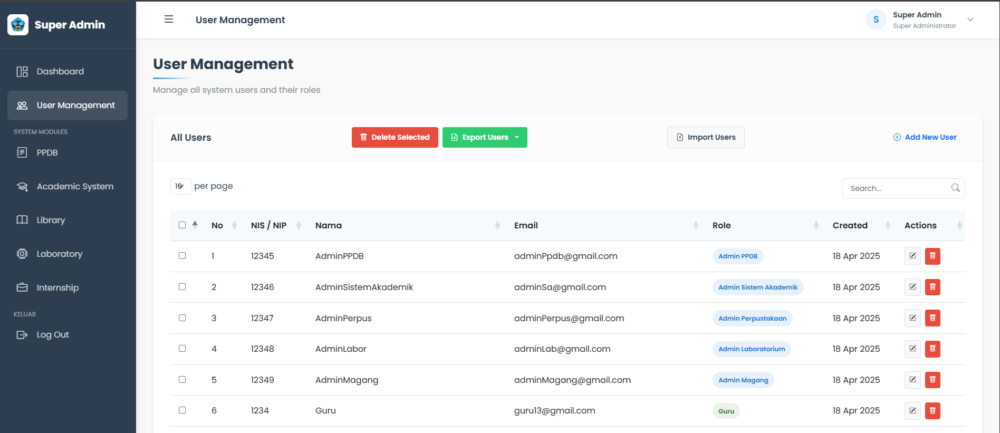 Super Admin
Dashboard
User Management
SYSTEM MODULES
PPDB
Academic System
Library
Laboratory
Internship
KELUAR
Log Out
User Management
S
Super Admin
Super Administrator
User Management
Manage all system users and their roles
All Users
Delete Selected
Export Users
Import Users
Add New User
10 per page
Search...
No NIS / NIP Nama Email Role Created Actions
1 12345 AdminPPDB adminPpdb@gmail.com Admin PPDB 18 Apr 2025
2 12346 AdminSistemAkademik adminSa@gmail.com Admin Sistem Akademik 18 Apr 2025
3 12347 AdminPerpus adminPerpus@gmail.com Admin Perpustakaan 18 Apr 2025
4 12348 AdminLabor adminLab@gmail.com Admin Laboratorium 18 Apr 2025
5 12349 AdminMagang adminMagang@gmail.com Admin Magang 18 Apr 2025
6 1234 Guru guru13@gmail.com Guru 18 Apr 2025